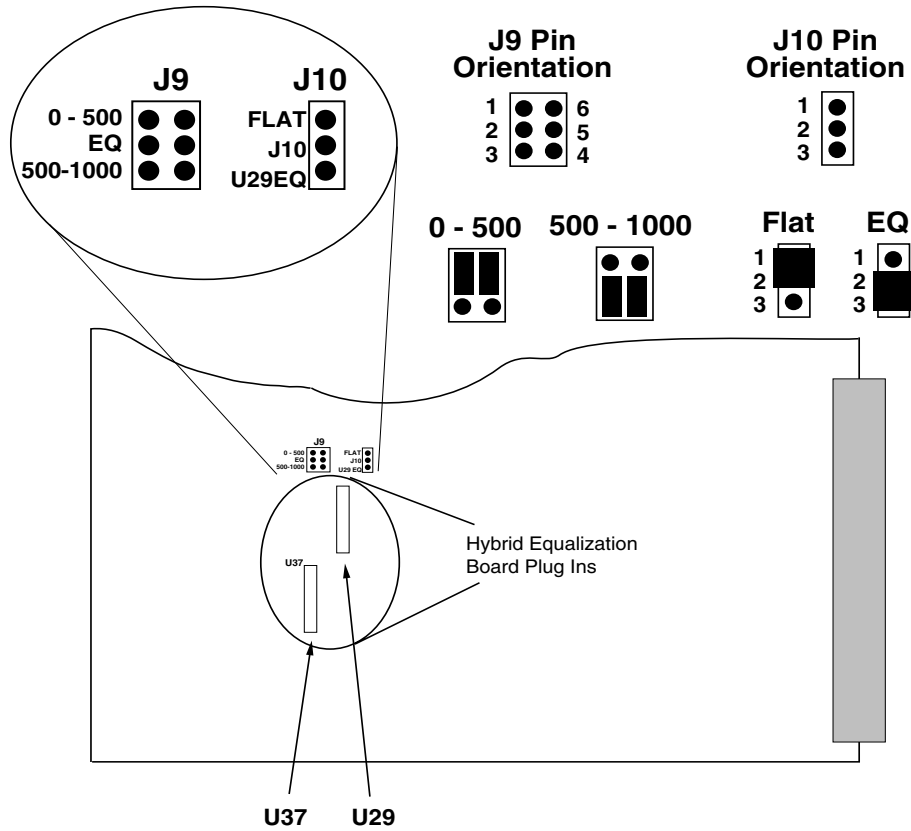 J9
0 - 500
EQ
500-1000
J10
FLAT
J10
U29EQ
J9 Pin
Orientation
1 6
2 5
3 4
J10 Pin
Orientation
1
2
3
0 - 500
500 - 1000
Flat
1
2
3
EQ
1
2
3
J9
0 - 500
EQ
500-1000
FLAT
J10
U29 EQ
Hybrid Equalization
Board Plug Ins
U37
U37
U29